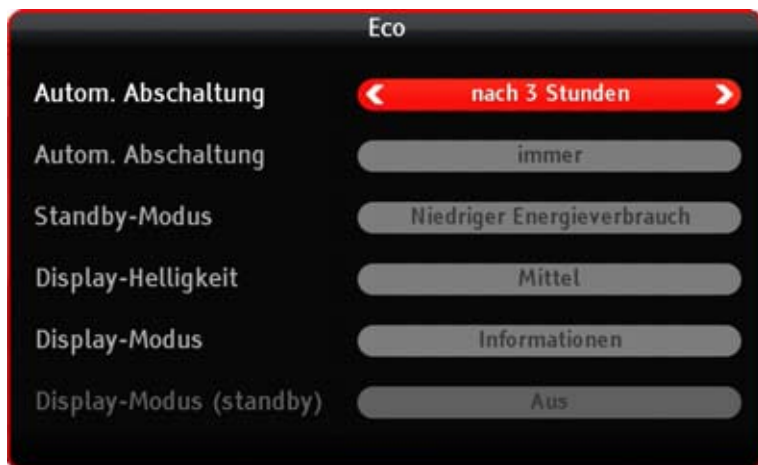 Eco
Autom. Abschaltung nach 3 Stunden
Autom. Abschaltung immer
Standby-Modus Niedriger Energieverbrauch
Display-Helligkeit Mittel
Display-Modus Informationen
Display-Modus (standby) Aus